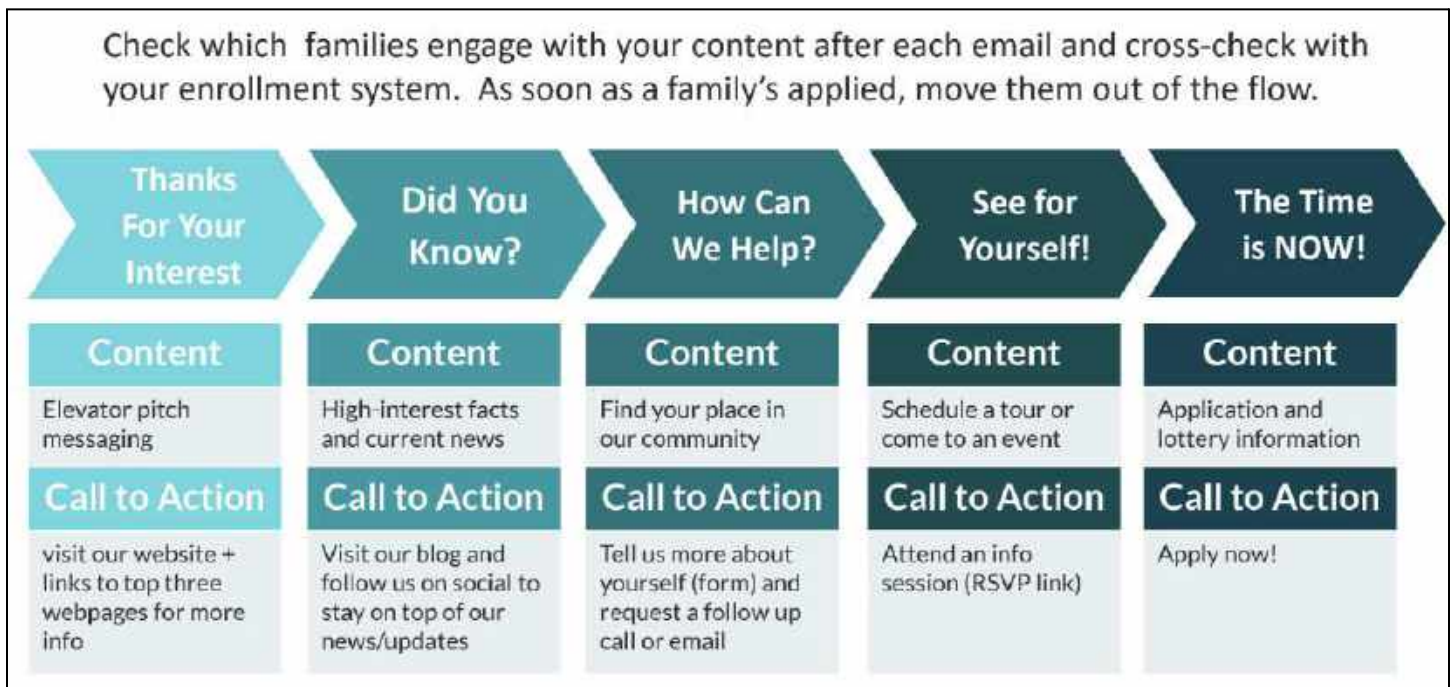 Check which families engage with your content after each email and cross-check with
your enrollment system. As soon as a family's applied, move them out of the flow.
Thanks
For Your
Interest
Did You
Know?
How Can
We Help?
See for
Yourself!
The Time
is NOW!
Content
Elevator pitch
messaging
Call to Action
visit our website +
links to top three
webpages for more
info
Content
High-interest facts
and current news
Call to Action
Visit our blog and
follow us on social to
stay on top of our
news/updates
Content
Find your place in
our community
Call to Action
Tell us more about
yourself (form) and
request a follow up
call or email
Content
Schedule a tour or
come to an event
Call to Action
Attend an info
session (RSVP link)
Content
Application and
lottery information
Call to Action
Apply now!